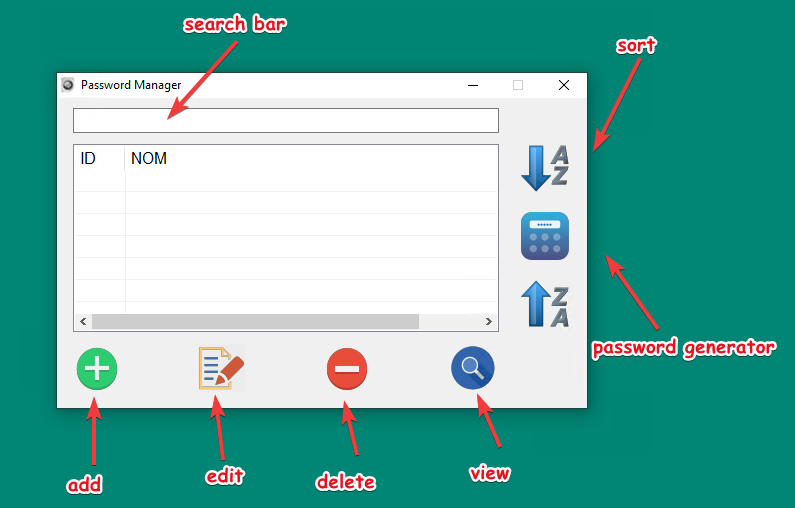 search bar
sort
Password Manager
ID NOM
A
Z
password generator
Z
A
add
edit
delete
view